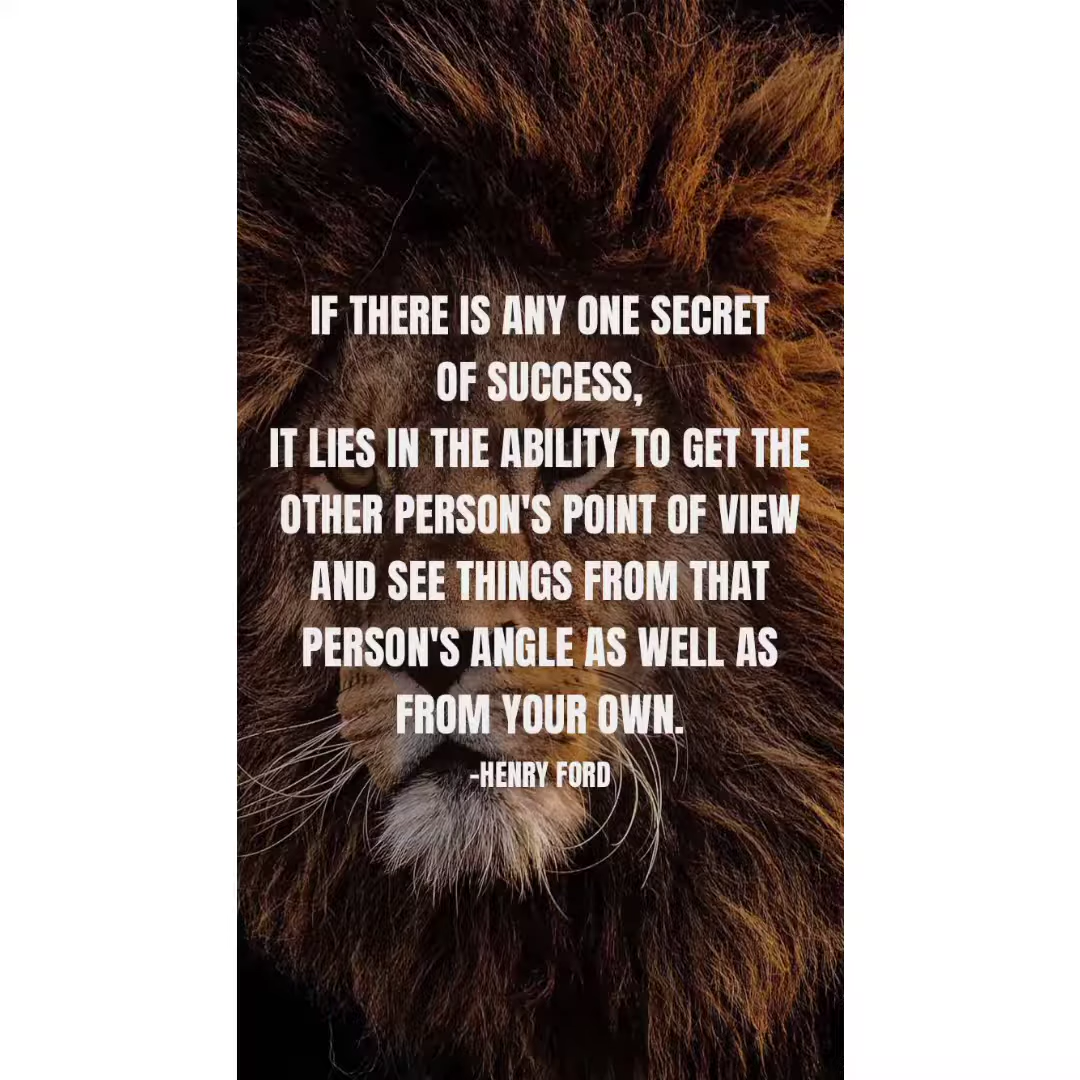 IF THERE IS ANY ONE SECRET
OF SUCCESS,
IT LIES IN THE ABILITY TO GET THE
OTHER PERSON'S POINT OF VIEW
AND SEE THINGS FROM THAT
PERSON'S ANGLE AS WELL AS
FROM YOUR OWN.
-HENRY FORD